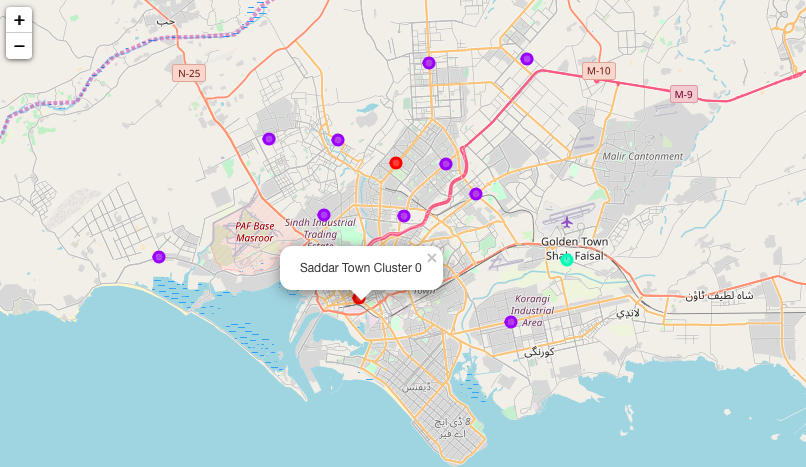 +
−
حب
N-25
M-10
M-9
Malir Cantonment
PAF Base
Masroor
Sindh Industrial
Trading
Estate
Golden Town
Shah Faisal
×
Saddar Town Cluster 0
Town
Korangi
Industrial
Area
شاہ لطیف ٹاؤن
لانڈي
کورنگی
ڈیفنس
8 ڈی ایچ
اے فیز